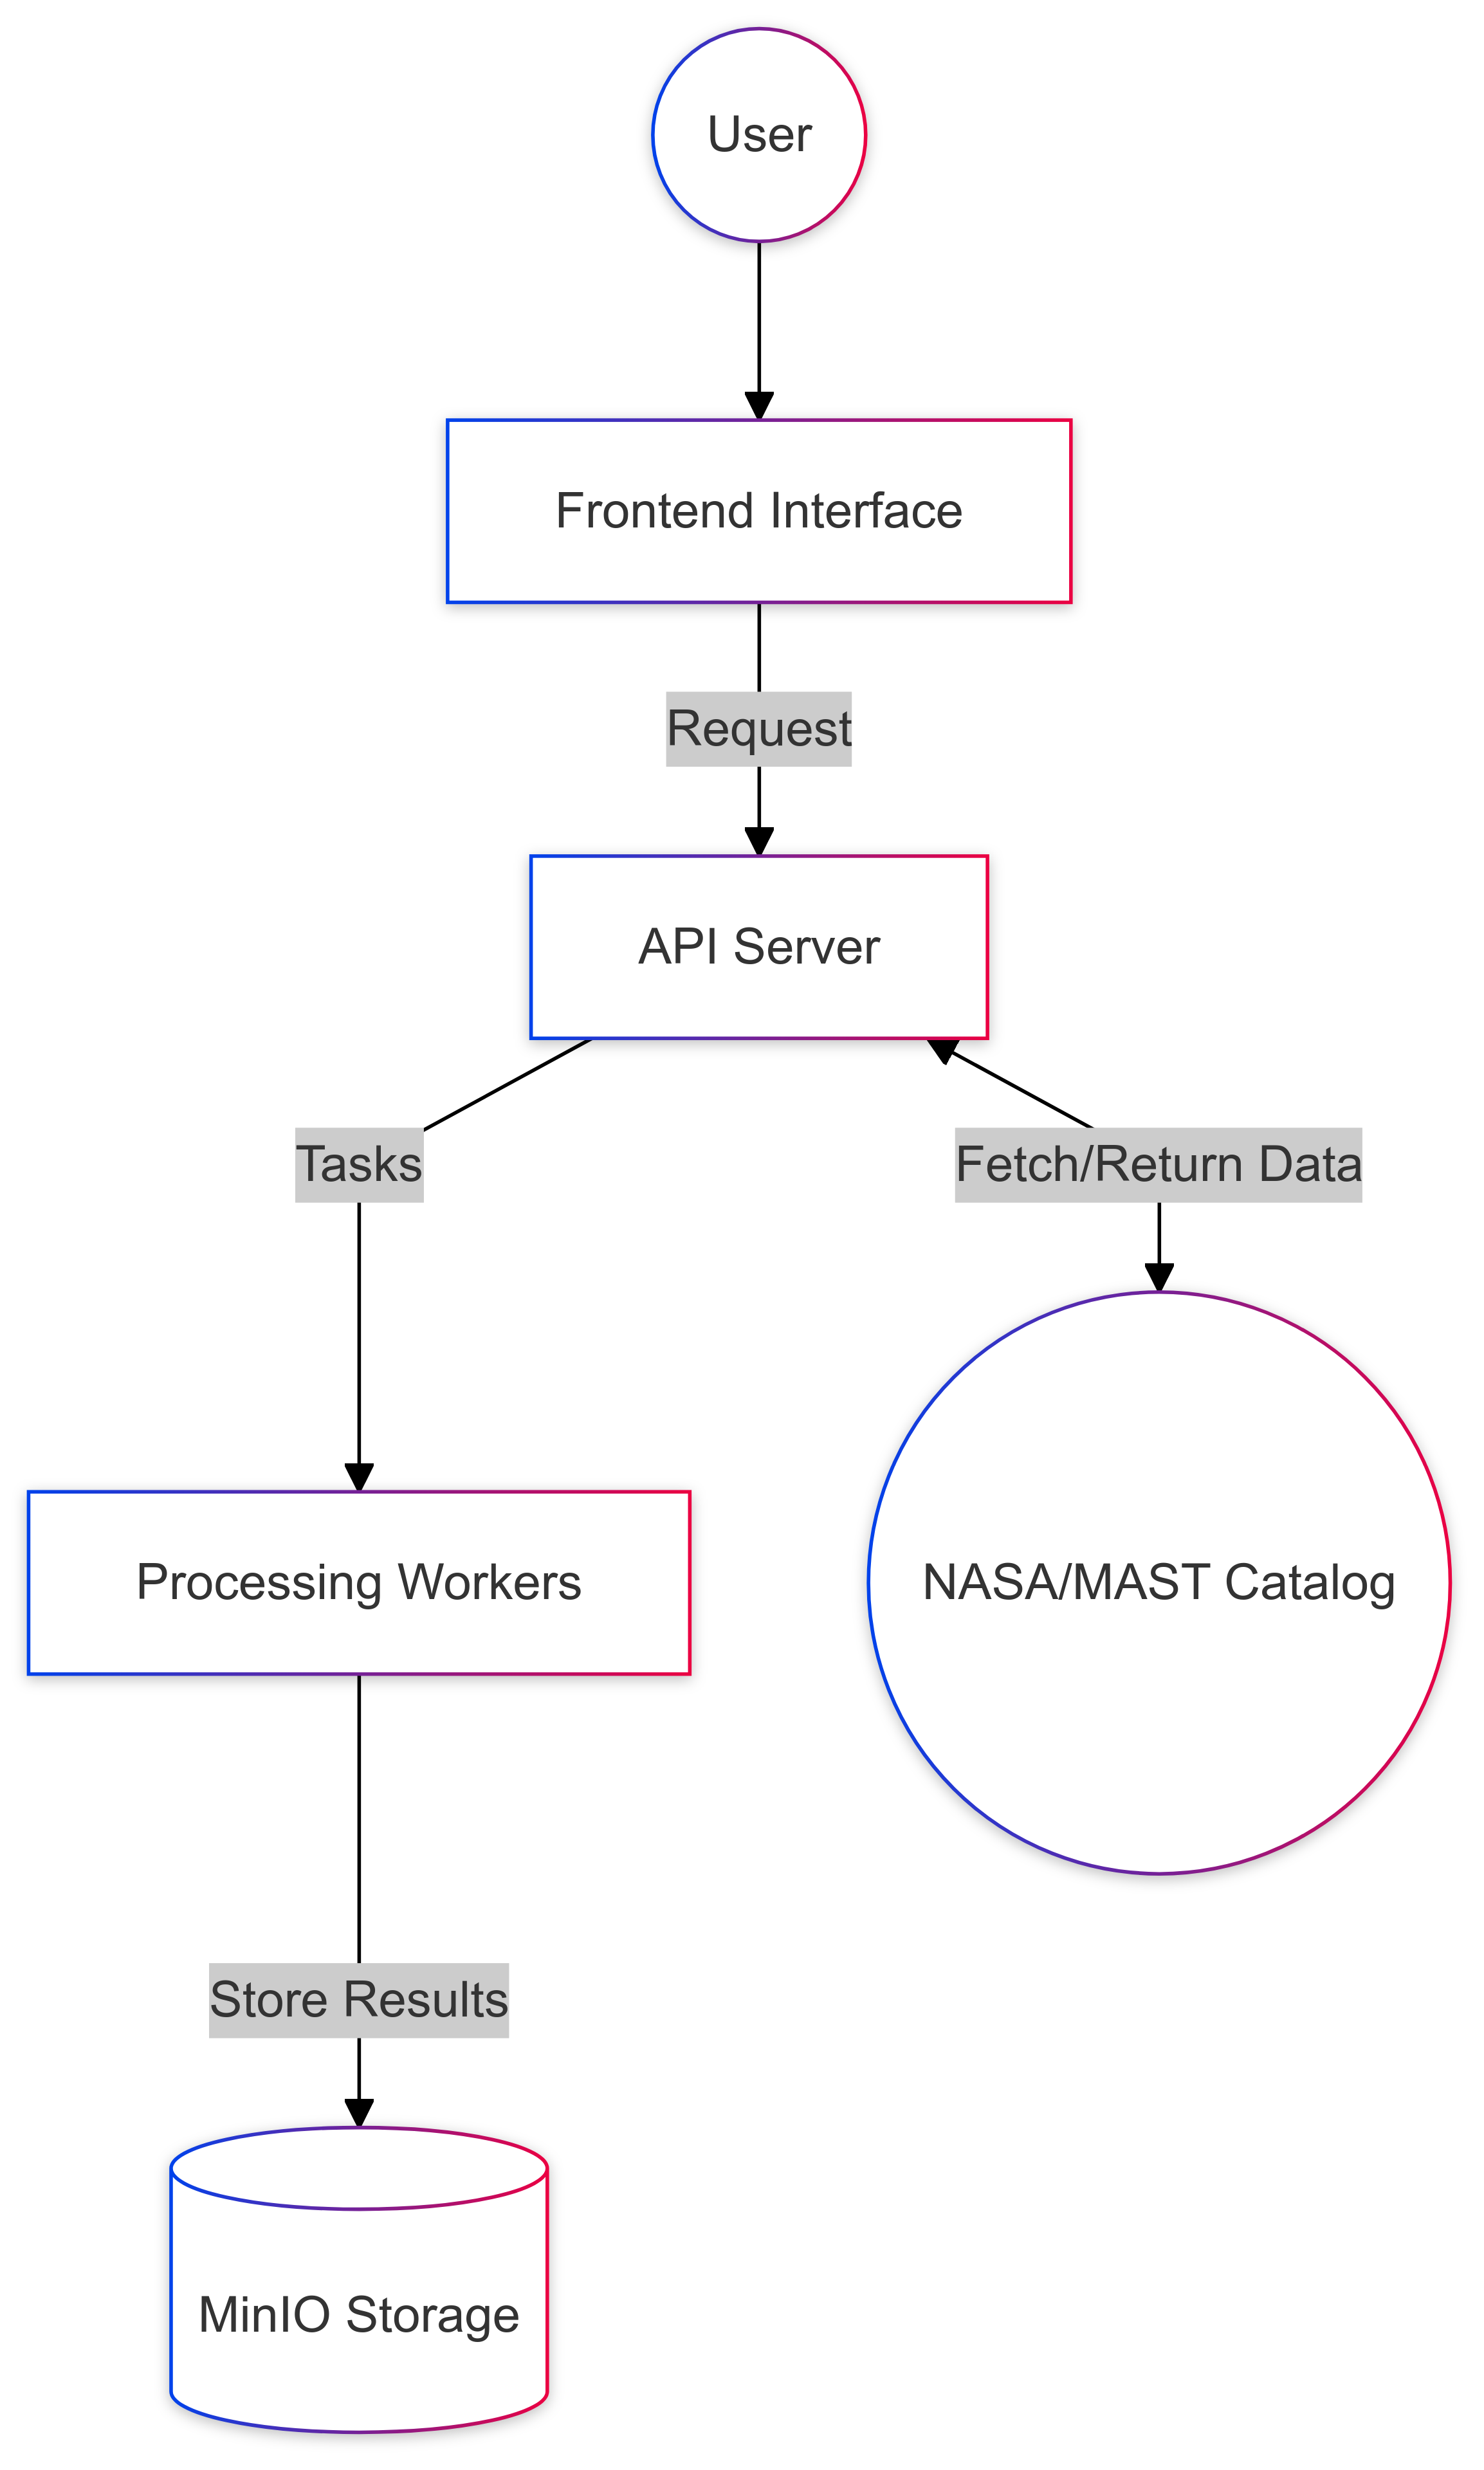 User
Frontend Interface
Request
API Server
Tasks
Fetch/Return Data
Processing Workers
NASA/MAST Catalog
Store Results
MinIO Storage